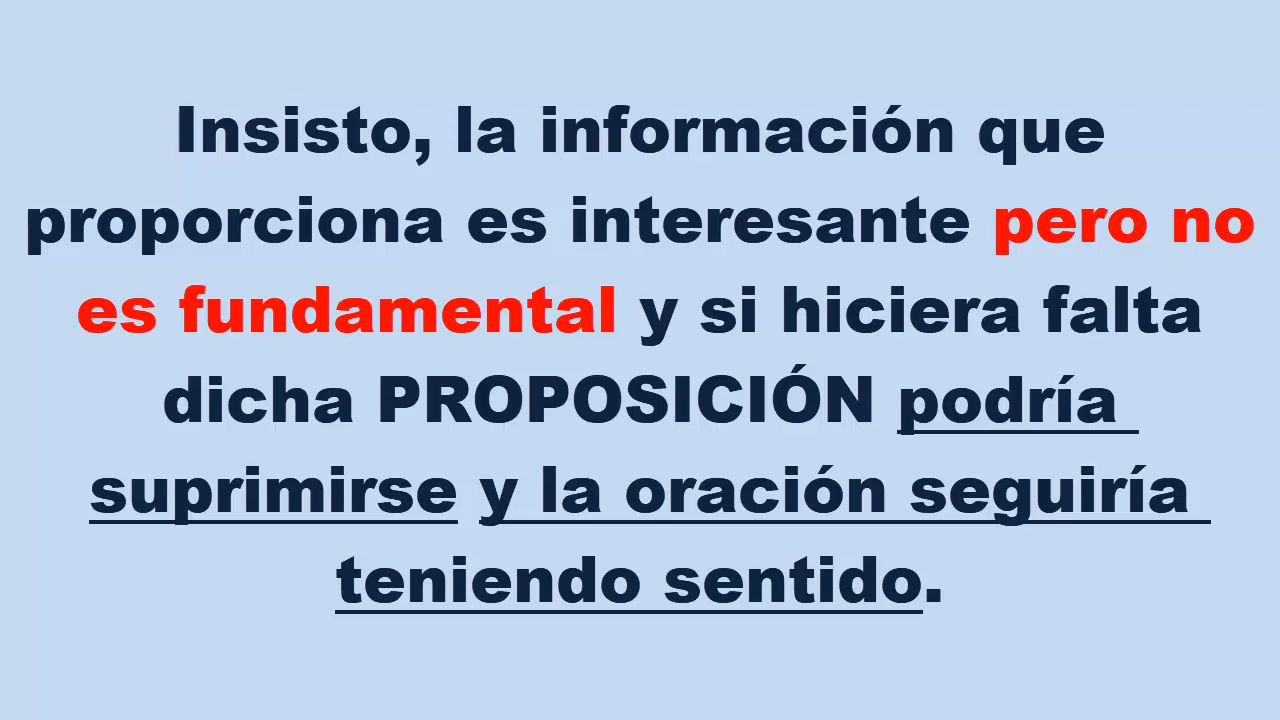 Insisto, la información que
proporciona es interesante pero no
es fundamental y si hiciera falta
dicha PROPOSICIÓN podría
suprimirse y la oración seguiría
teniendo sentido.